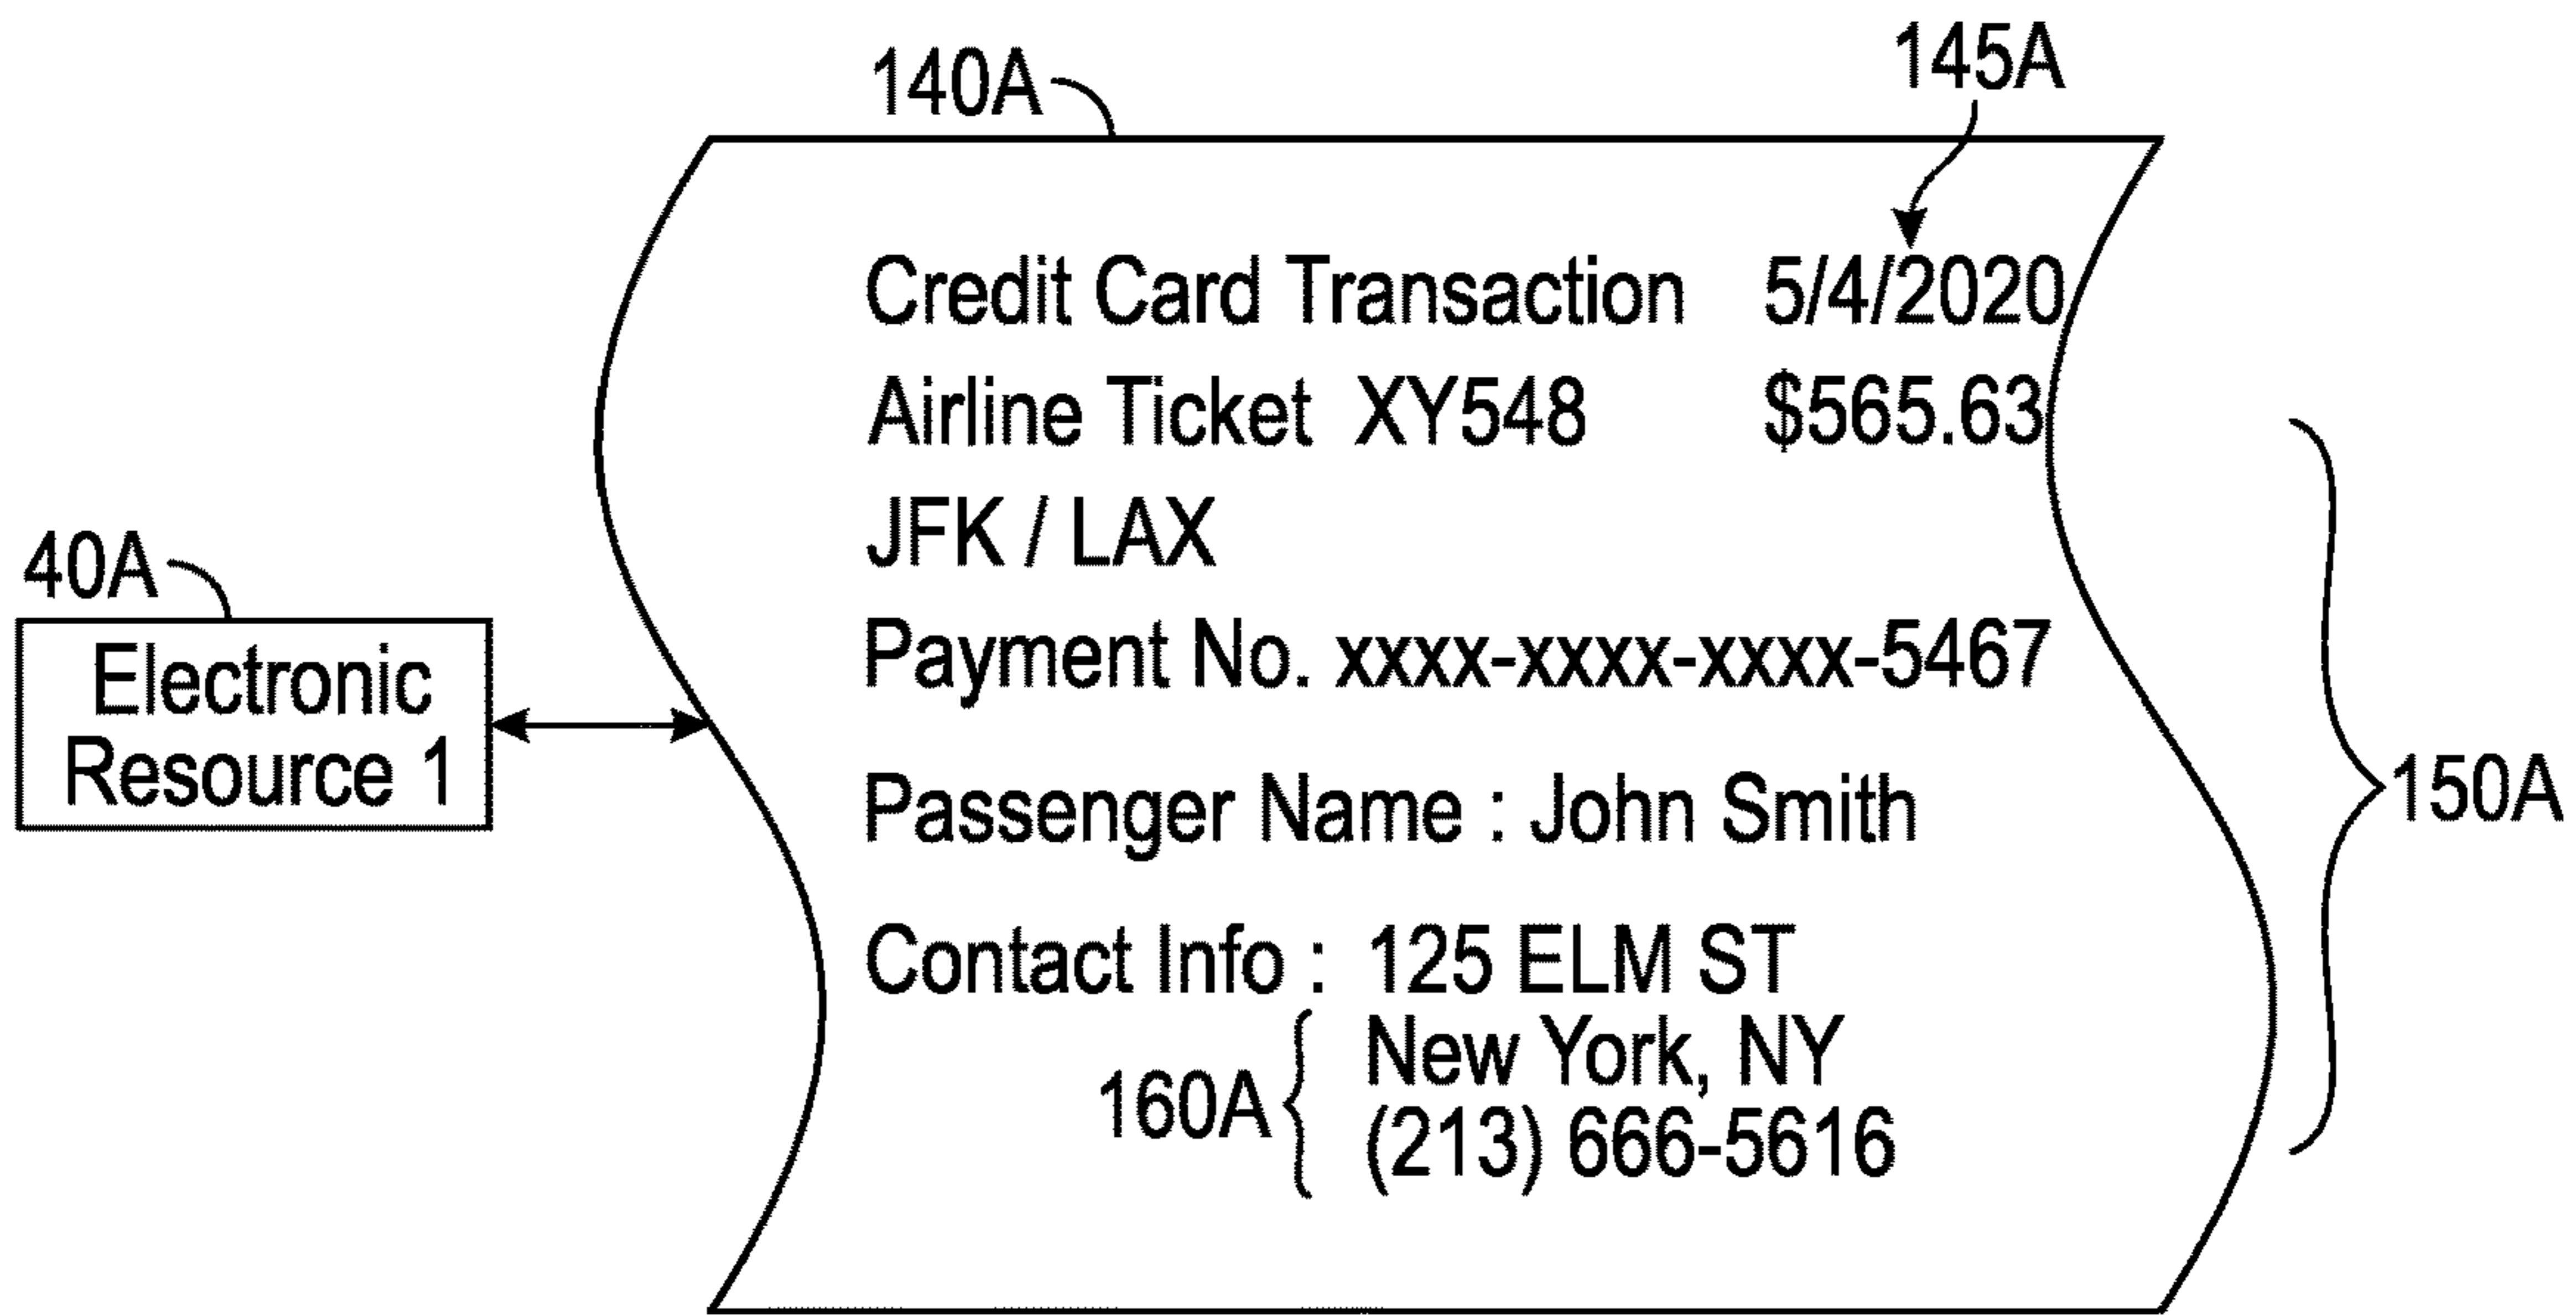 140A
145A
Credit Card Transaction 5/4/2020
Airline Ticket XY548 $565.63
JFK / LAX
40A
Electronic
Resource 1
Payment No. xxxx-xxxx-xxxx-5467
Passenger Name : John Smith
150A
Contact Info : 125 ELM ST
New York, NY
160A
(213) 666-5616